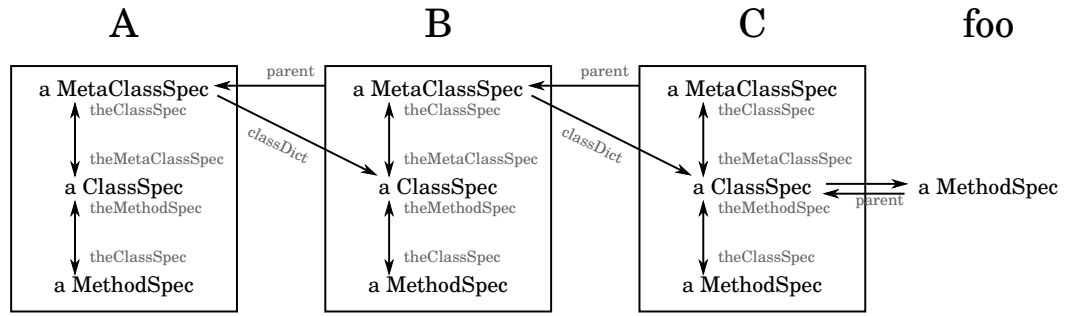 A B C foo
parent parent
a MetaClassSpec a MetaClassSpec a MetaClassSpec
theClassSpec theClassSpec theClassSpec
classDict classDict
theMetaClassSpec theMetaClassSpec theMetaClassSpec
a ClassSpec a ClassSpec a ClassSpec a MethodSpec
parent
theMethodSpec theMethodSpec theMethodSpec
theClassSpec theClassSpec theClassSpec
a MethodSpec a MethodSpec a MethodSpec